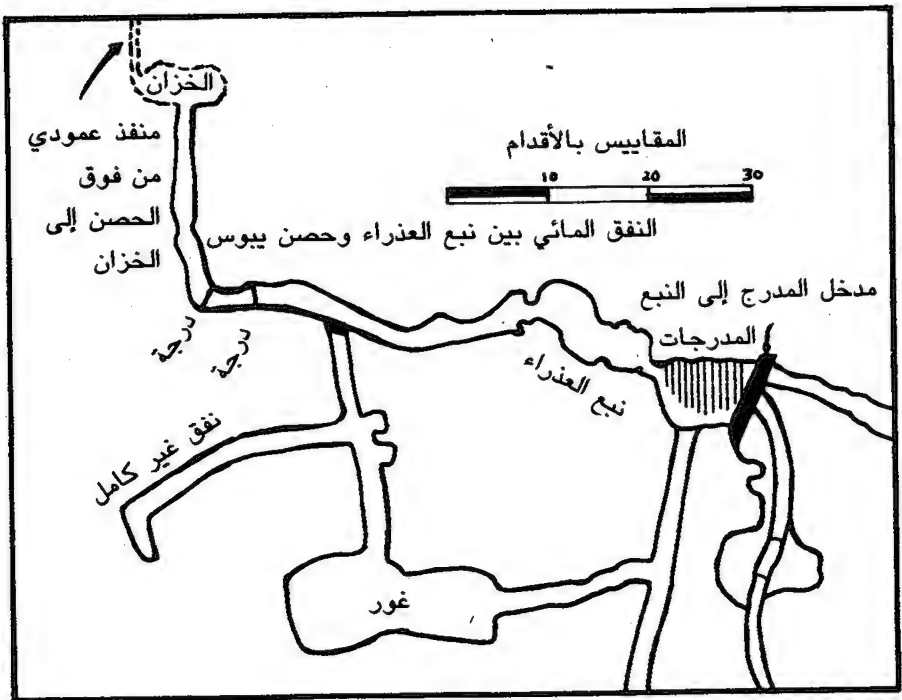 الخزان
منفذ عمودي
من فوق
الحصن إلى
الخزان
المقاييس بالأقدام
10 20 30
النفق المائي بين نبع العذراء وحصن يبوس
مدخل المدرج إلى النبع
المدرجات
درجة
درجة
نبع العذراء
نفق غير كامل
غور